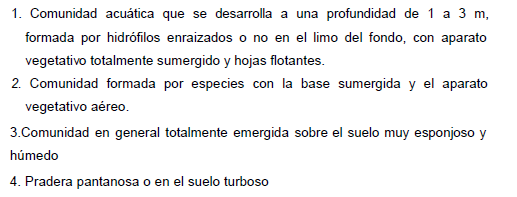 1. Comunidad acuática que se desarrolla a una profundidad de 1 a 3 m,
formada por hidrófilos enraizados o no en el limo del fondo, con aparato
vegetativo totalmente sumergido y hojas flotantes.
2. Comunidad formada por especies con la base sumergida y el aparato
vegetativo aéreo.
3.Comunidad en general totalmente emergida sobre el suelo muy esponjoso y
húmedo
4. Pradera pantanosa o en el suelo turboso